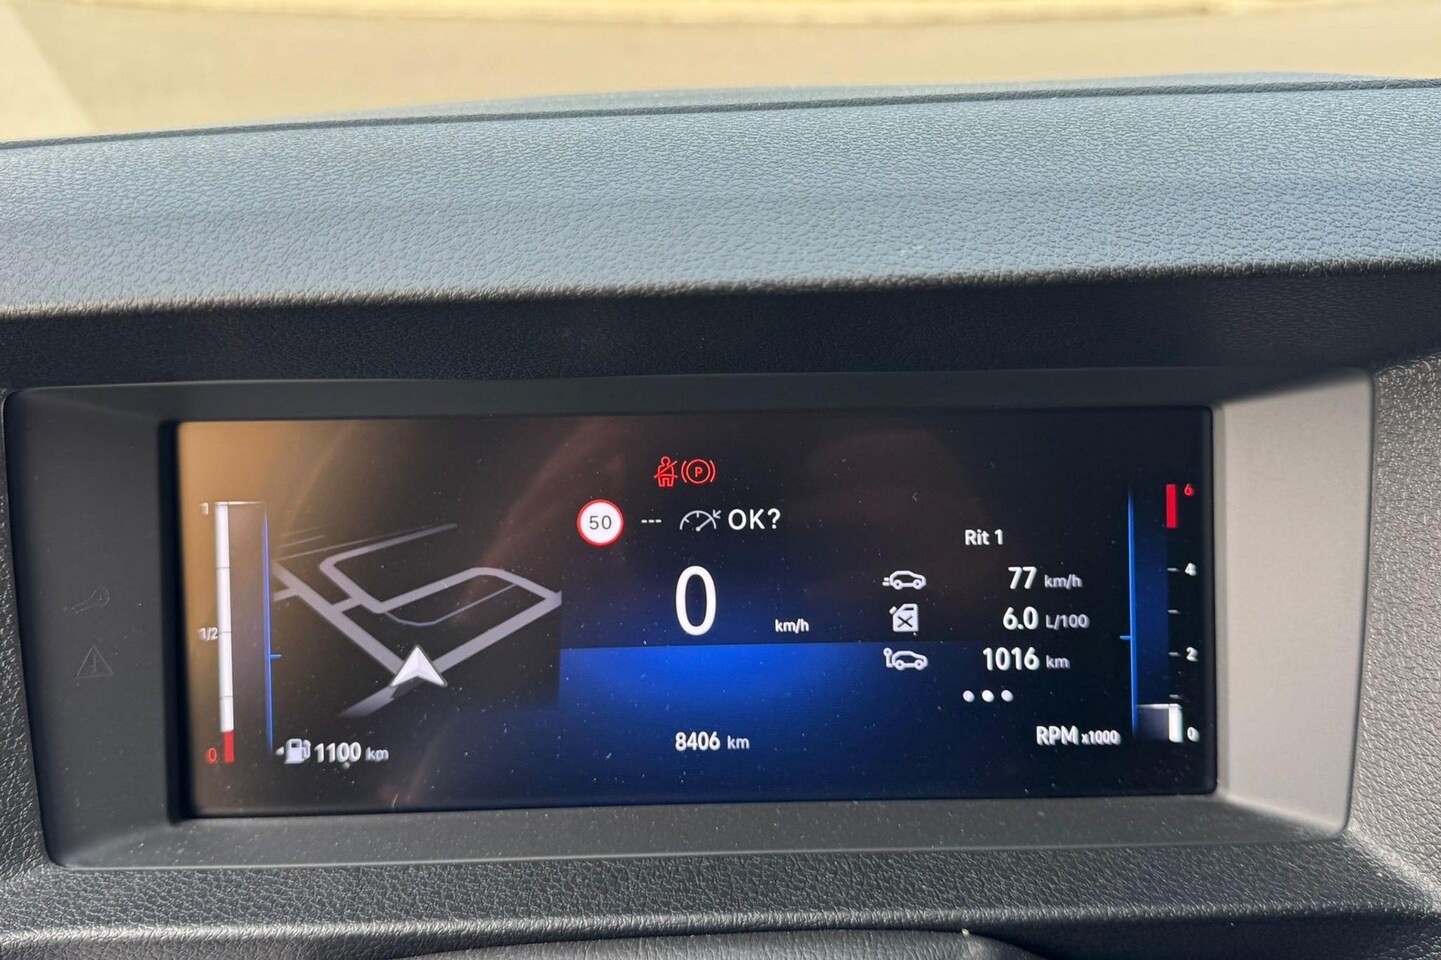 50 --- OK?
0 km/h
Rit 1
77 km/h
6.0 L/100
1016 km
RPM x1000
8406 km
1100 km
1
1/2
0
6
4
2
0
P